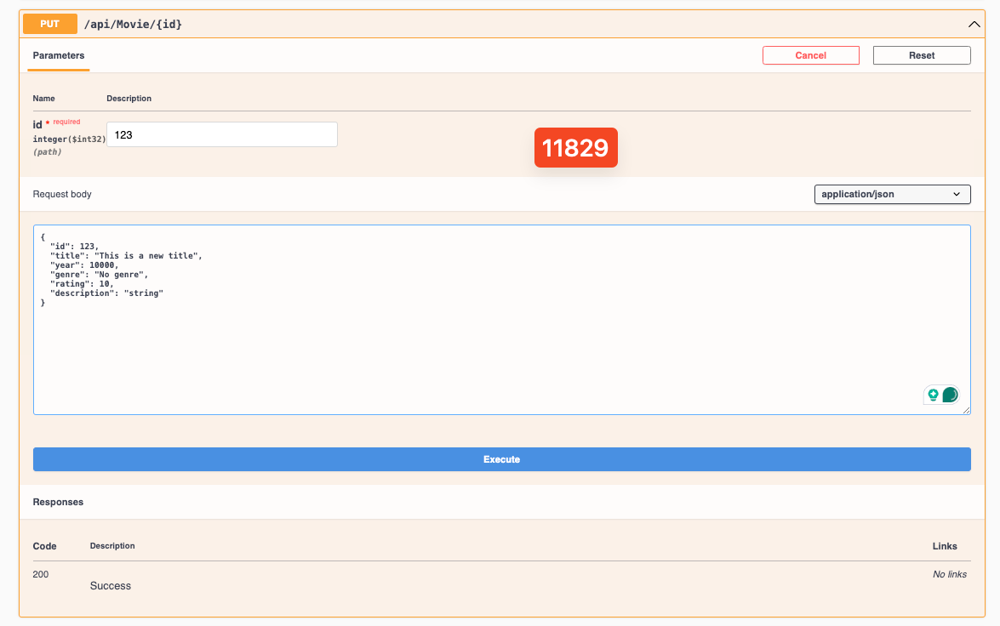 PUT /api/Movie/{id}
Parameters Cancel Reset
Name Description
id * required
integer($int32)
(path)
123
11829
Request body application/json
{
  "id": 123,
  "title": "This is a new title",
  "year": 10000,
  "genre": "No genre",
  "rating": 10,
  "description": "string"
}
Execute
Responses
Code Description Links
200 No links
Success